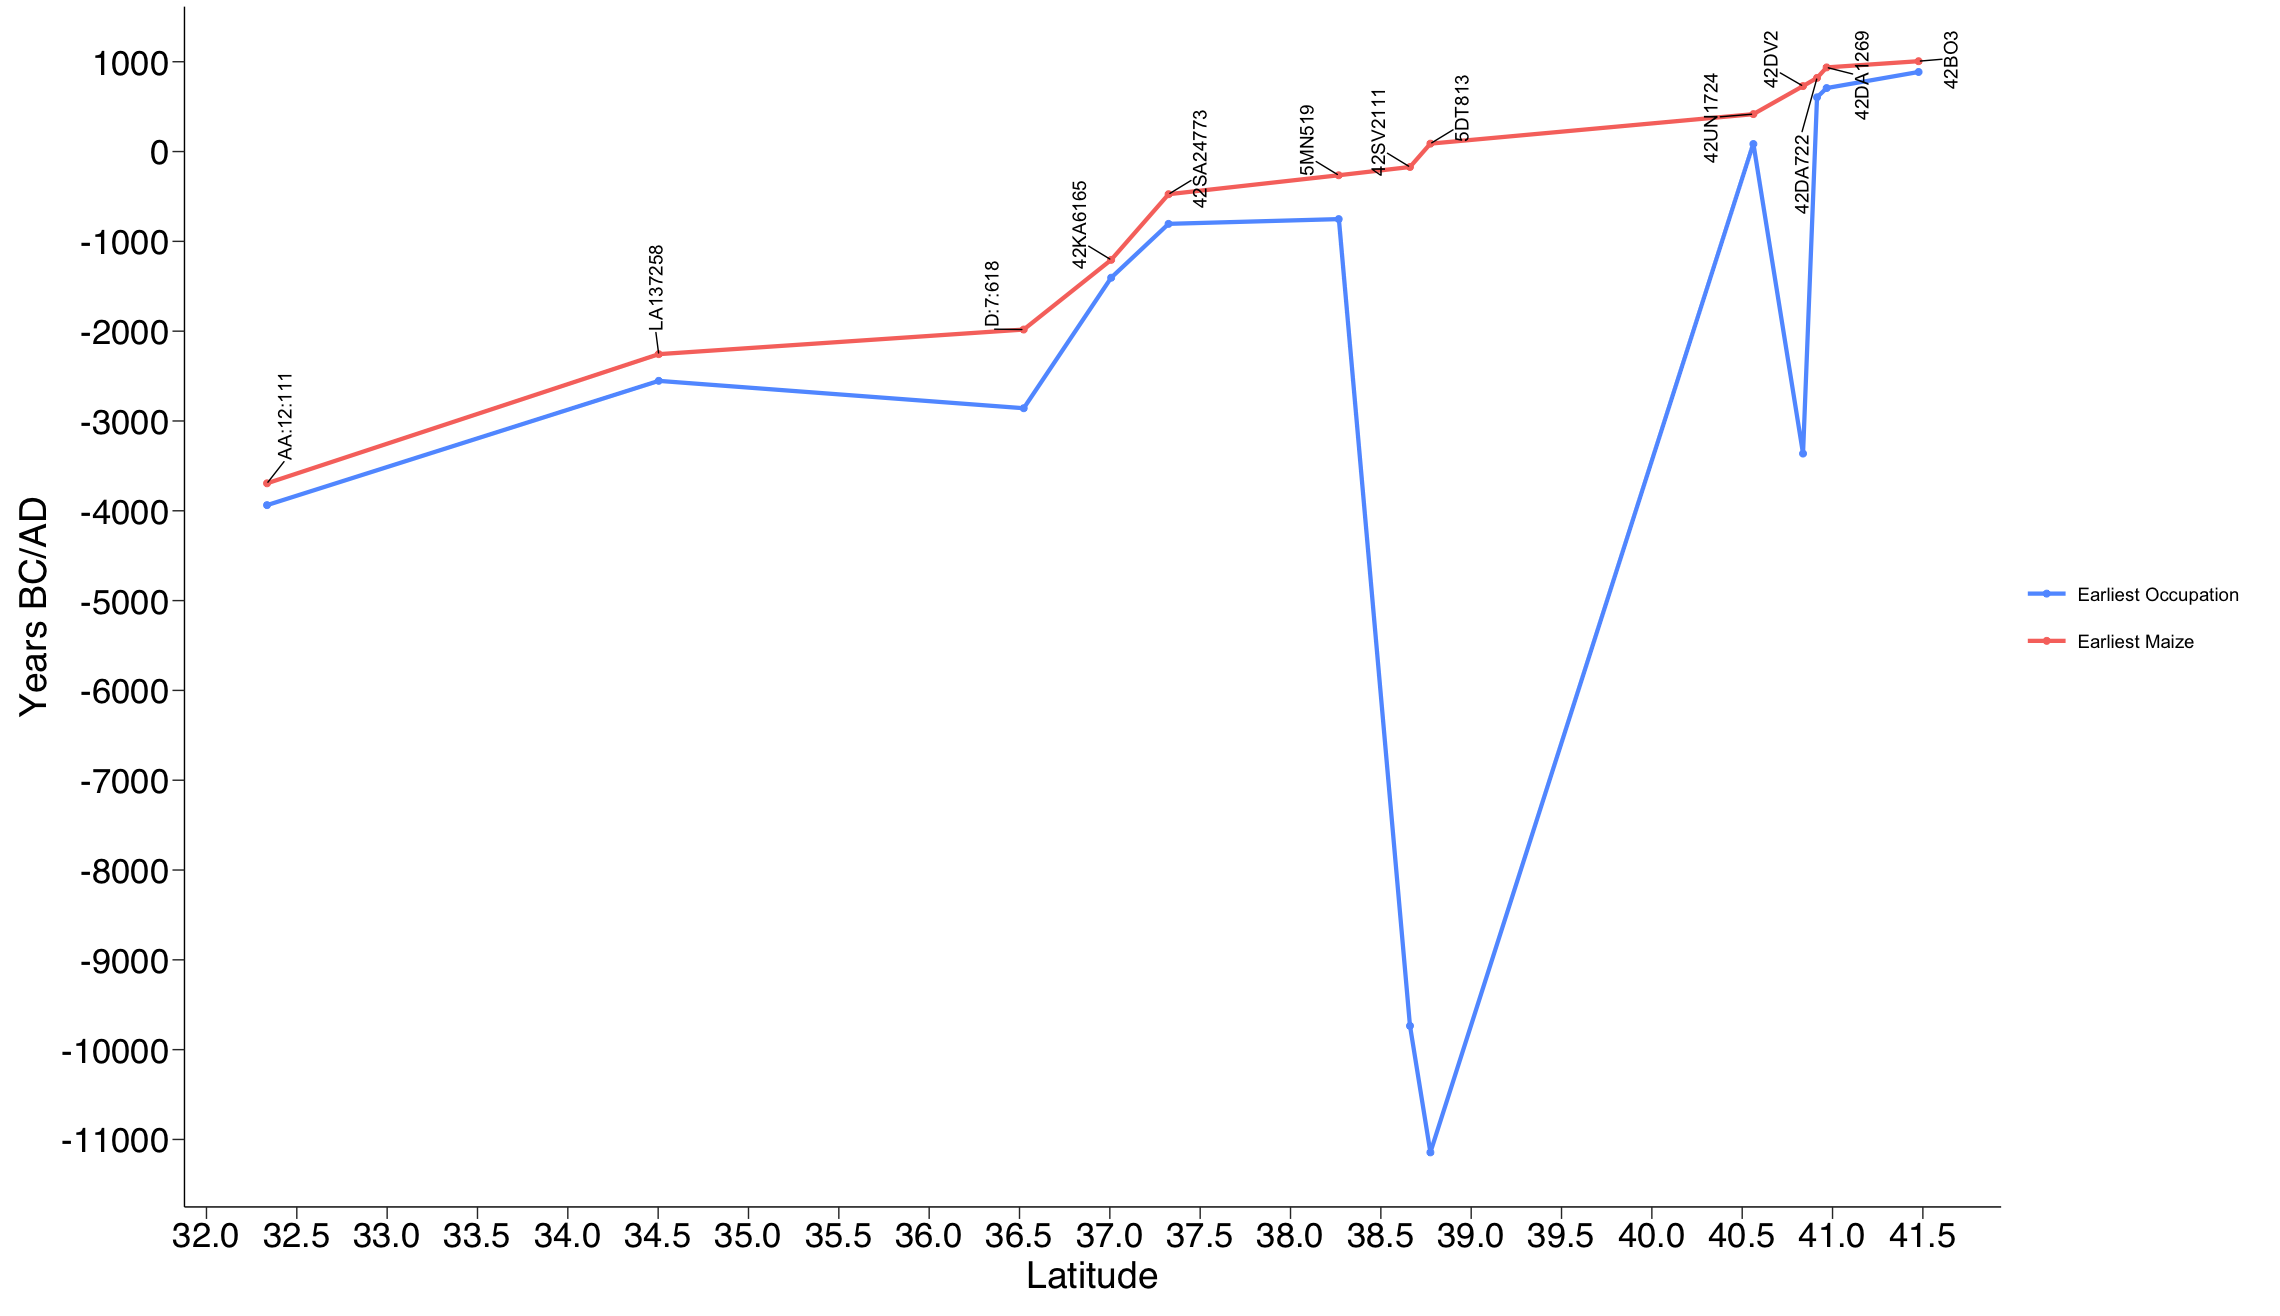 1000
0
-1000
-2000
-3000
-4000
-5000
-6000
-7000
-8000
-9000
-10000
-11000
Years BC/AD
AA:12:111
LA137258
D:7:618
42KA6165
42SA24773
5MN519
42SV2111
5DT813
42UN1724
42DV2
42DA722
42DA1269
42BO3
32.0 32.5 33.0 33.5 34.0 34.5 35.0 35.5 36.0 36.5 37.0 37.5 38.0 38.5 39.0 39.5 40.0 40.5 41.0 41.5
Latitude
Earliest Occupation
Earliest Maize